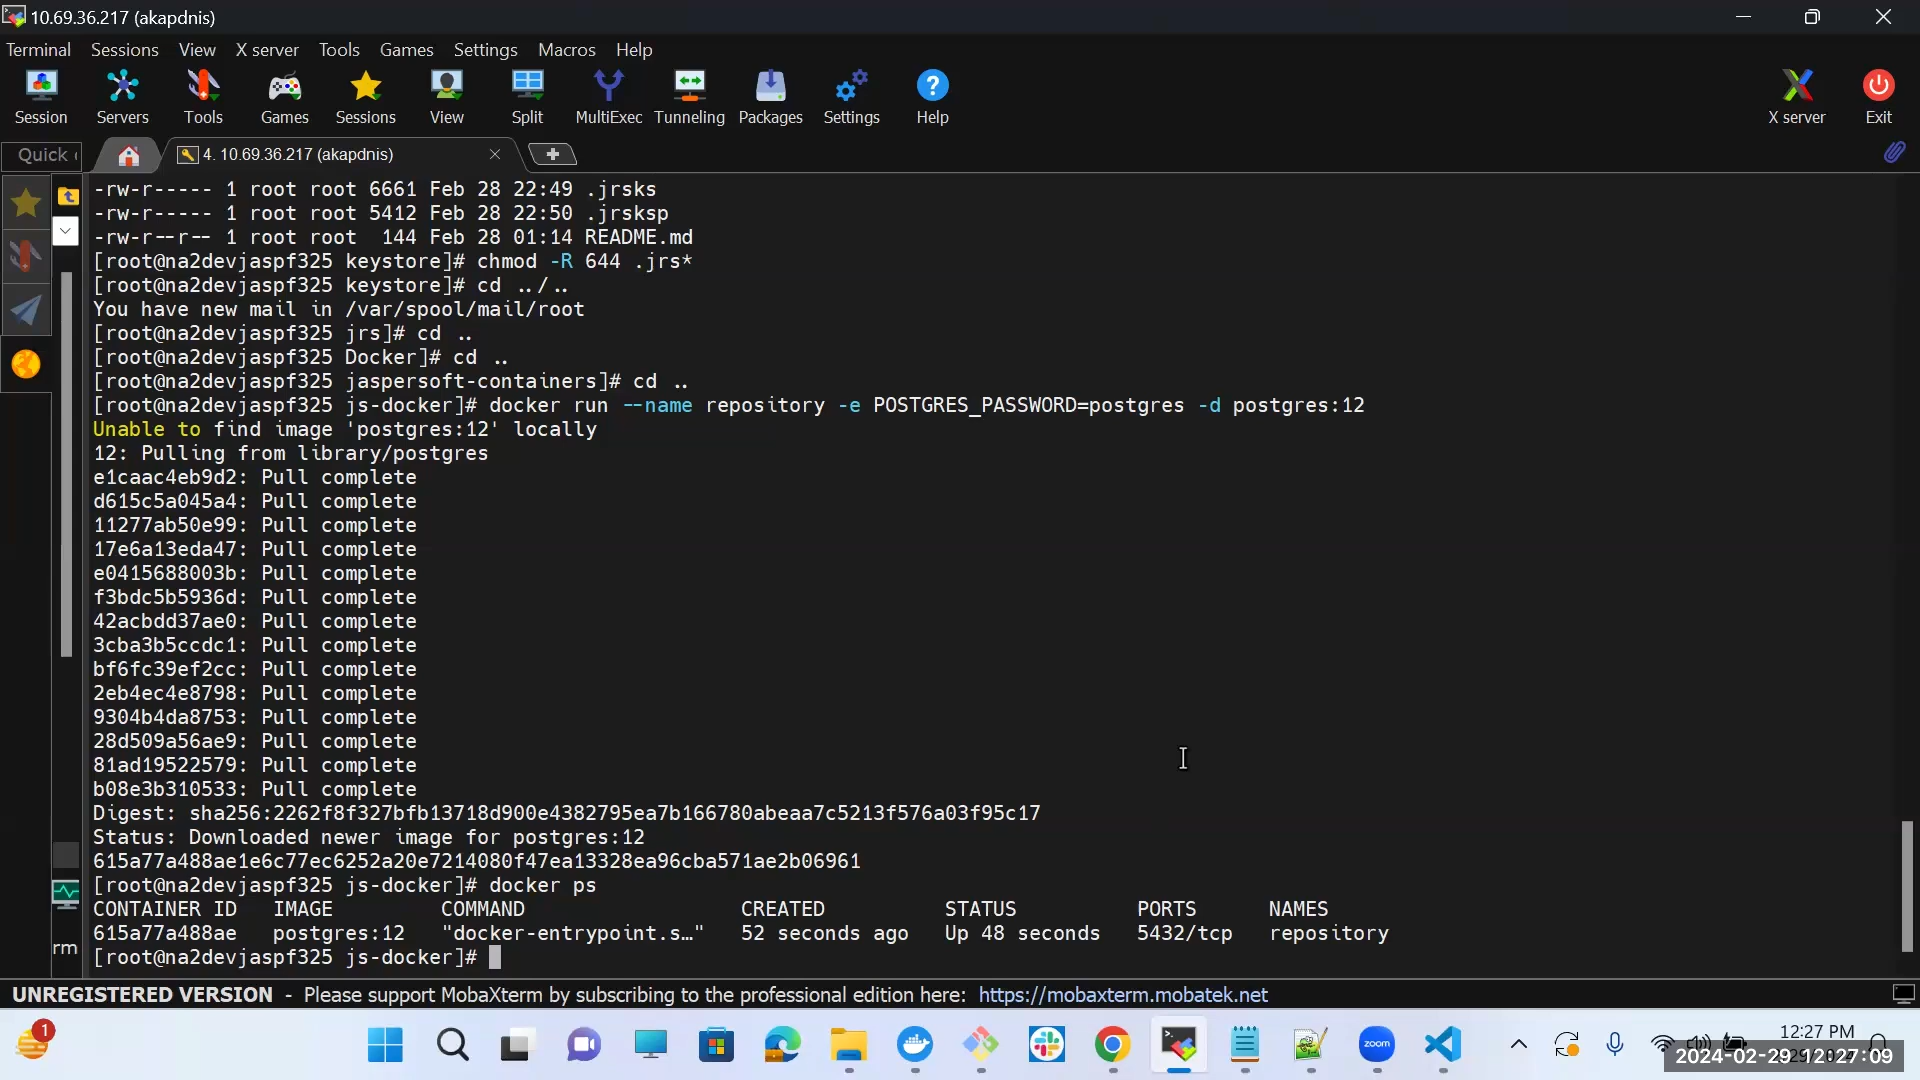 10.69.36.217 (akapdnis)
Terminal Sessions View X server Tools Games Settings Macros Help
Session Servers Tools Games Sessions View Split MultiExec Tunneling Packages Settings Help X server Exit
Quick 4. 10.69.36.217 (akapdnis)
-rw-r----- 1 root root 6661 Feb 28 22:49 .jrsks
-rw-r----- 1 root root 5412 Feb 28 22:50 .jrsksp
-rw-r--r-- 1 root root  144 Feb 28 01:14 README.md
[root@na2devjaspf325 keystore]# chmod -R 644 .jrs*
[root@na2devjaspf325 keystore]# cd ../..
You have new mail in /var/spool/mail/root
[root@na2devjaspf325 jrs]# cd ..
[root@na2devjaspf325 Docker]# cd ..
[root@na2devjaspf325 jaspersoft-containers]# cd ..
[root@na2devjaspf325 js-docker]# docker run --name repository -e POSTGRES_PASSWORD=postgres -d postgres:12
Unable to find image 'postgres:12' locally
12: Pulling from library/postgres
e1caac4eb9d2: Pull complete
d615c5a045a4: Pull complete
11277ab50e99: Pull complete
17e6a13eda47: Pull complete
e0415688003b: Pull complete
f3bdc5b5936d: Pull complete
42acbdd37ae0: Pull complete
3cba3b5ccdc1: Pull complete
bf6fc39ef2cc: Pull complete
2eb4ec4e8798: Pull complete
9304b4da8753: Pull complete
28d509a56ae9: Pull complete
81ad19522579: Pull complete
b08e3b310533: Pull complete
Digest: sha256:2262f8f327bfb13718d900e4382795ea7b166780abeaa7c5213f576a03f95c17
Status: Downloaded newer image for postgres:12
615a77a488ae1e6c77ec6252a20e7214080f47ea13328ea96cba571ae2b06961
[root@na2devjaspf325 js-docker]# docker ps
CONTAINER ID   IMAGE         COMMAND                  CREATED          STATUS          PORTS      NAMES
615a77a488ae   postgres:12   "docker-entrypoint.s…"   52 seconds ago   Up 48 seconds   5432/tcp   repository
rm
[root@na2devjaspf325 js-docker]#
UNREGISTERED VERSION - Please support MobaXterm by subscribing to the professional edition here: https://mobaxterm.mobatek.net
1 zoom 12:27 PM
2024-02-29 12:27:09